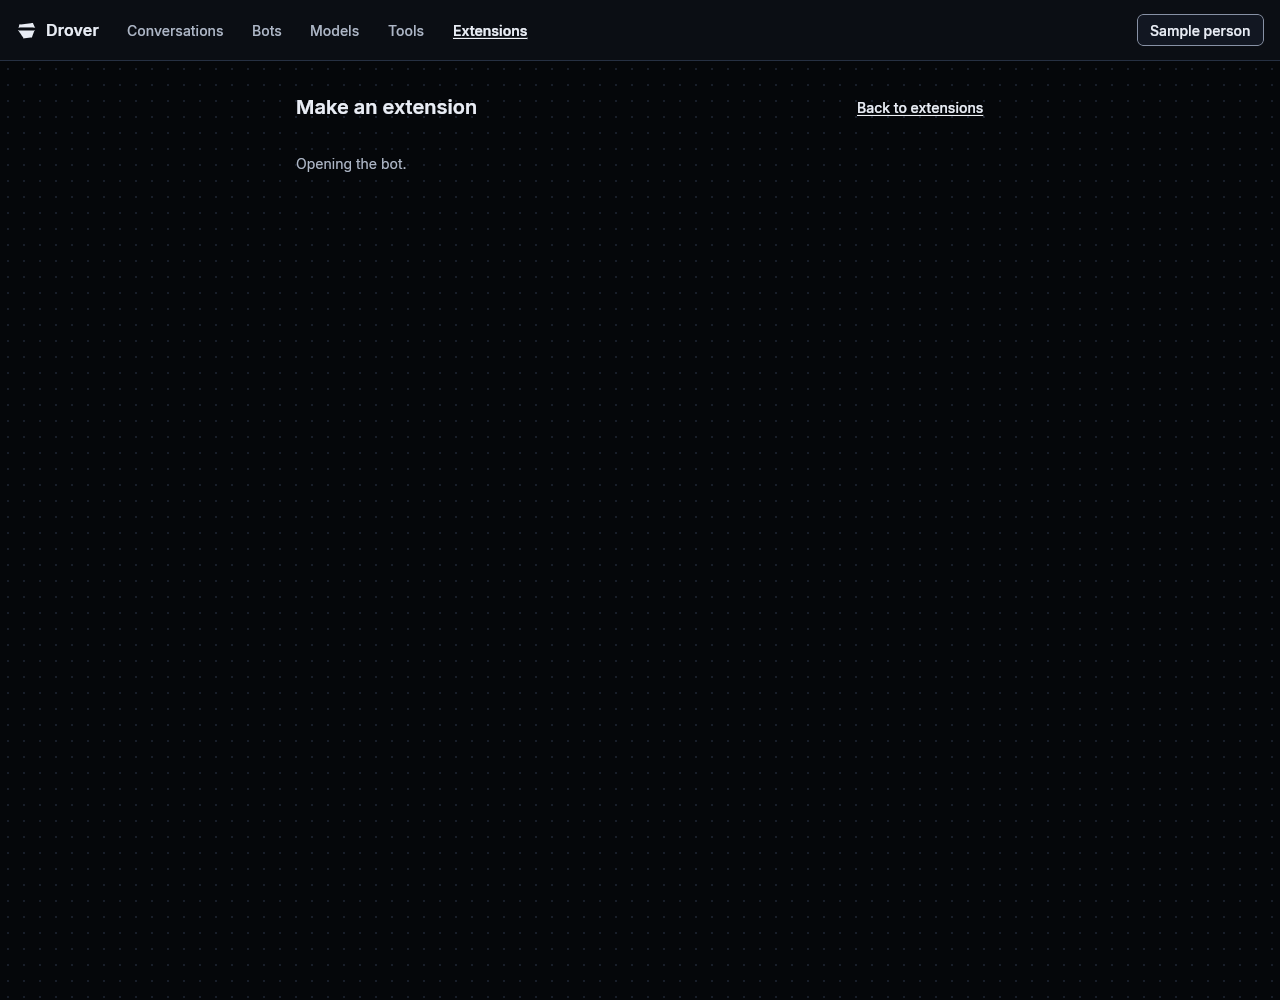 Drover
Conversations
Bots
Models
Tools
Extensions
Sample person
Make an extension
Back to extensions
Opening the bot.